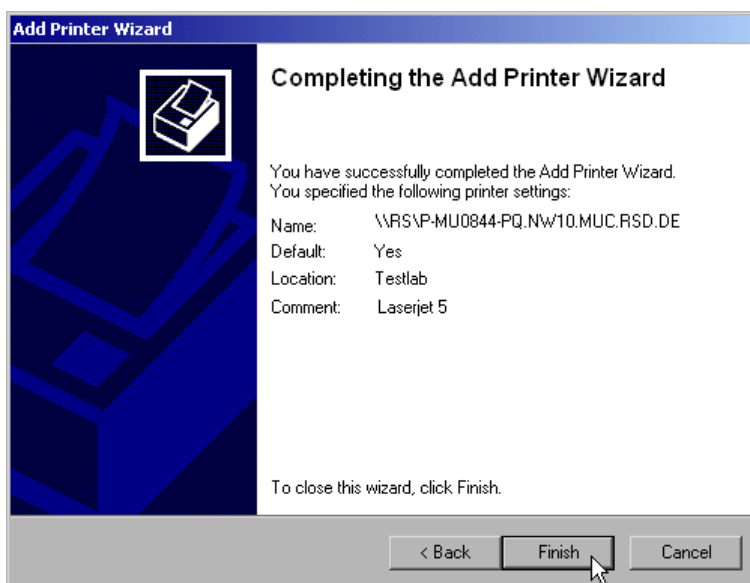 Add Printer Wizard
Completing the Add Printer Wizard
You have successfully completed the Add Printer Wizard.
You specified the following printer settings:
Name: \\RS\P-MU0844-PQ.NW10.MUC.RSD.DE
Default: Yes
Location: Testlab
Comment: Laserjet 5
To close this wizard, click Finish.
< Back Finish Cancel